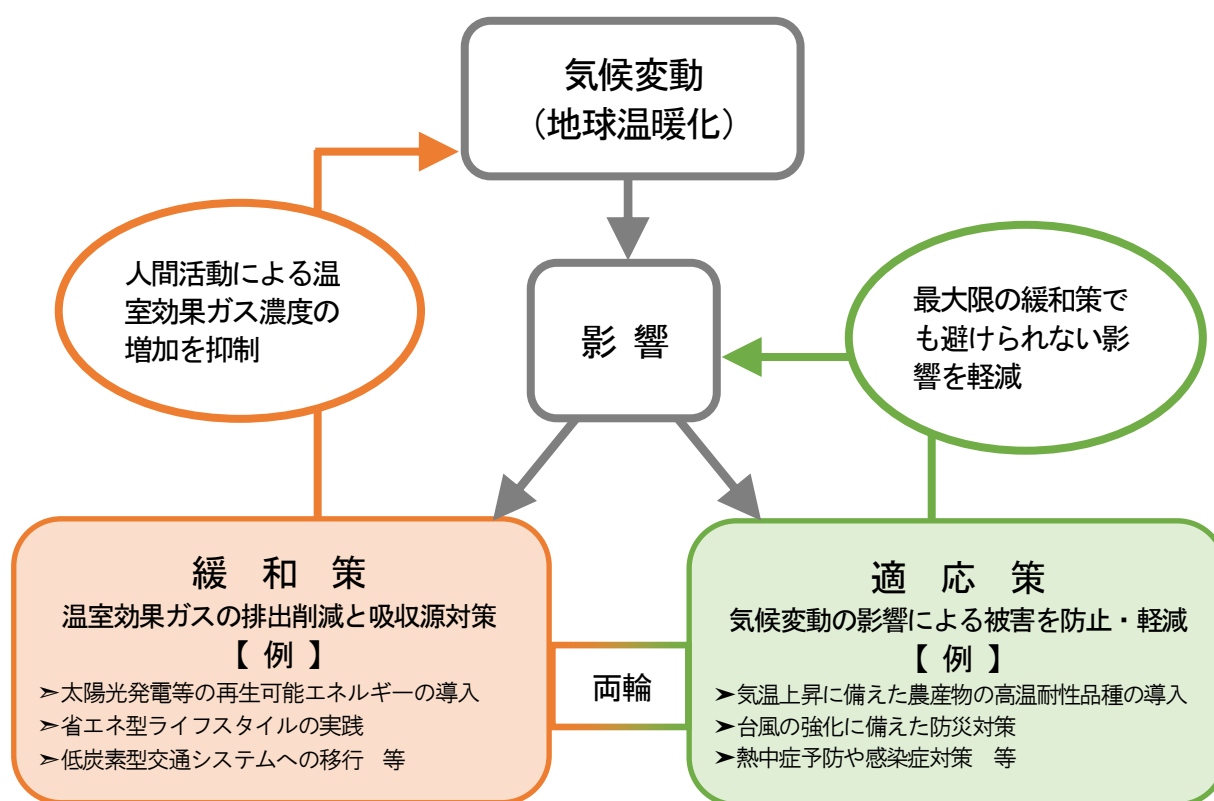 気候変動
（地球温暖化）
人間活動による温
室効果ガス濃度の
増加を抑制
影 響
最大限の緩和策で
も避けられない影
響を軽減
緩 和 策
温室効果ガスの排出削減と吸収源対策
【 例 】
➣太陽光発電等の再生可能エネルギーの導入
➣省エネ型ライフスタイルの実践
➣低炭素型交通システムへの移行 等
両輪
適 応 策
気候変動の影響による被害を防止・軽減
【 例 】
➤気温上昇に備えた農産物の高温耐性品種の導入
➤台風の強化に備えた防災対策
➤熱中症予防や感染症対策 等